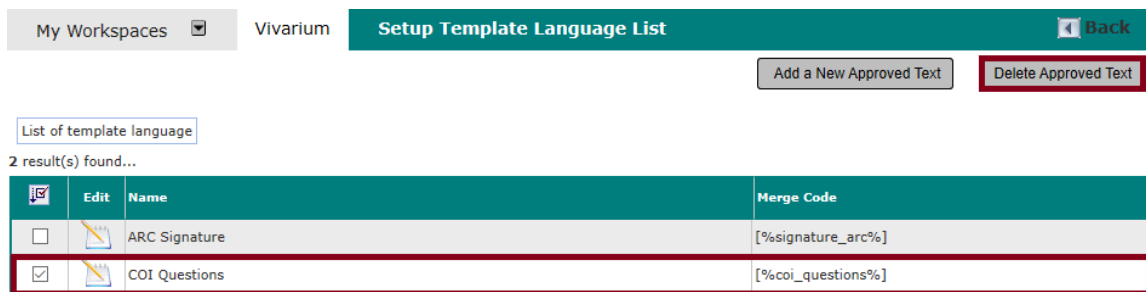 My Workspaces Vivarium Setup Template Language List Back
Add a New Approved Text Delete Approved Text
List of template language
2 result(s) found...
Edit Name Merge Code
ARC Signature [%signature_arc%]
COI Questions [%coi_questions%]